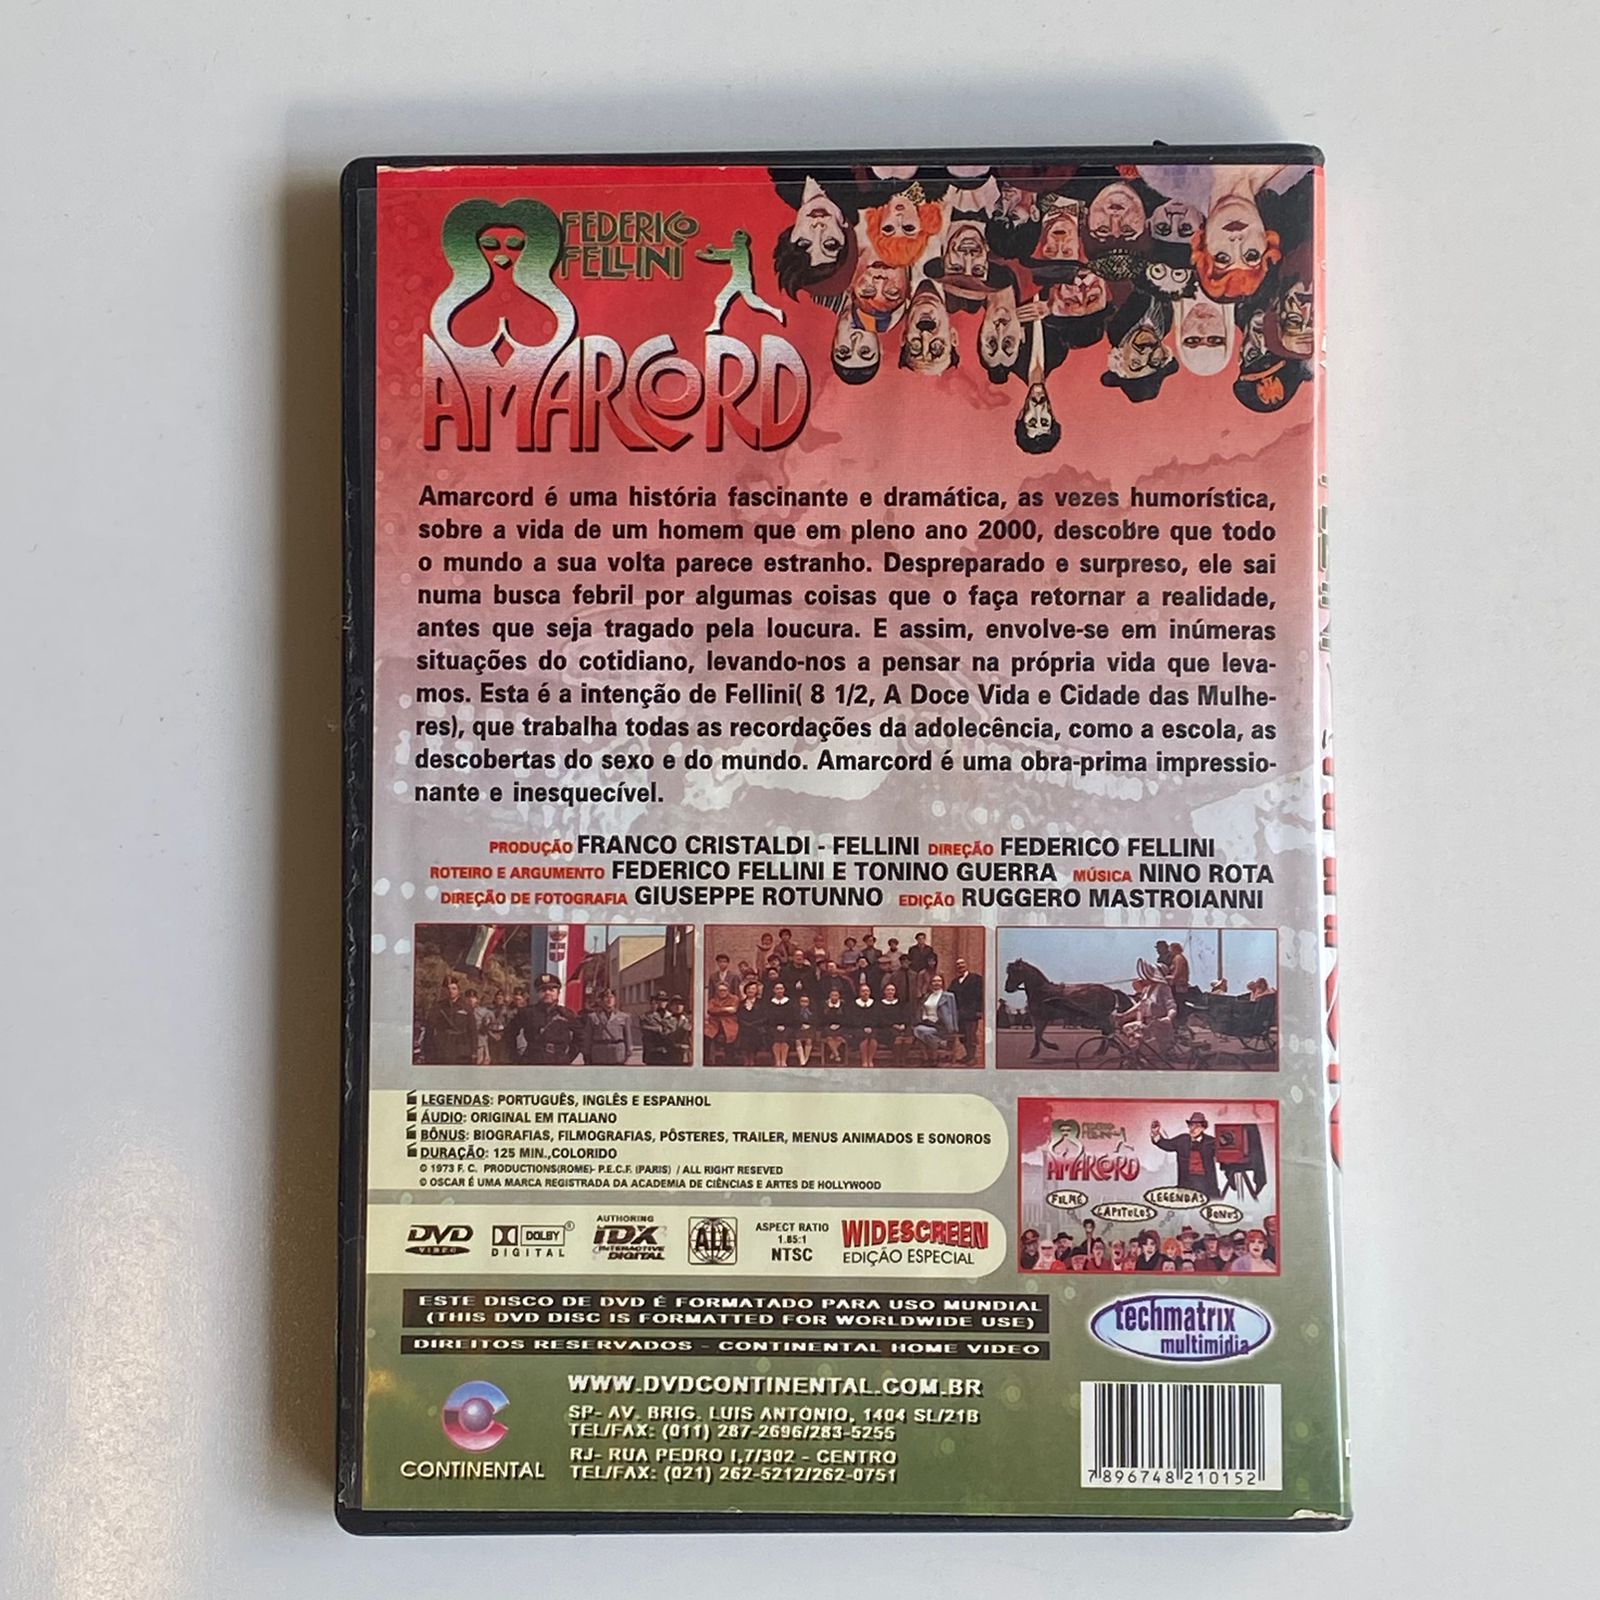 FEDERICO
FELLINI
AMARCORD
Amarcord é uma história fascinante e dramática, as vezes humorística,
sobre a vida de um homem que em pleno ano 2000, descobre que todo
o mundo a sua volta parece estranho. Despreparado e surpreso, ele sai
numa busca febril por algumas coisas que o faça retornar a realidade,
antes que seja tragado pela loucura. E assim, envolve-se em inúmeras
situações do cotidiano, levando-nos a pensar na própria vida que leva-
mos. Esta é a intenção de Fellini( 8 1/2, A Doce Vida e Cidade das Mulhe-
res), que trabalha todas as recordações da adolecência, como a escola, as
descobertas do sexo e do mundo. Amarcord é uma obra-prima impressio-
nante e inesquecível.
PRODUÇÃO FRANCO CRISTALDI - FELLINI DIREÇÃO FEDERICO FELLINI
ROTEIRO E ARGUMENTO FEDERICO FELLINI E TONINO GUERRA MÚSICA NINO ROTA
DIREÇÃO DE FOTOGRAFIA GIUSEPPE ROTUNNO EDIÇÃO RUGGERO MASTROIANNI
LEGENDAS: PORTUGUÊS, INGLÊS E ESPANHOL
ÁUDIO: ORIGINAL EM ITALIANO
BÔNUS: BIOGRAFIAS, FILMOGRAFIAS, PÔSTERES, TRAILER, MENUS ANIMADOS E SONOROS
DURAÇÃO: 125 MIN.,COLORIDO
© 1973 F. C. PRODUCTIONS(ROME)- P.E.C.F. (PARIS) / ALL RIGHT RESEVED
© OSCAR É UMA MARCA REGISTRADA DA ACADEMIA DE CIÊNCIAS E ARTES DE HOLLYWOOD
FEDERICO
FELLINI
AMARCORD
FILME
CAPITULOS
LEGENDAS
BONUS
DVD
VIDEO
DOLBY®
DIGITAL
AUTHORING
IDX
INTERACTIVE
DIGITAL
ALL
ASPECT RATIO
1.85:1
NTSC
WIDESCREEN
EDIÇÃO ESPECIAL
ESTE DISCO DE DVD É FORMATADO PARA USO MUNDIAL
(THIS DVD DISC IS FORMATTED FOR WORLDWIDE USE)
DIREITOS RESERVADOS - CONTINENTAL HOME VIDEO
techmatrix
multimídia
CONTINENTAL
WWW.DVDCONTINENTAL.COM.BR
SP- AV. BRIG. LUIS ANTONIO, 1404 SL/21B
TEL/FAX: (011) 287-2696/283-5255
RJ- RUA PEDRO I,7/302 - CENTRO
TEL/FAX: (021) 262-5212/262-0751
7 896748 210152